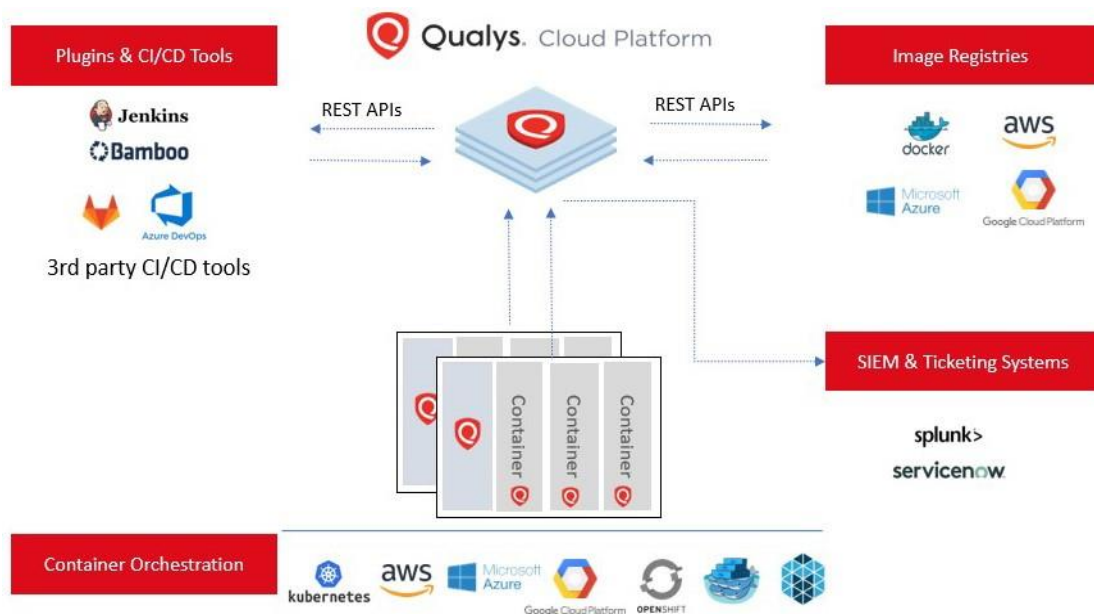 Qualys. Cloud Platform
Plugins & CI/CD Tools
Jenkins
Bamboo
Azure DevOps
3rd party CI/CD tools
REST APIs
REST APIs
Image Registries
docker
aws
Microsoft
Azure
Google Cloud Platform
Container
Container
Container
SIEM & Ticketing Systems
splunk>
servicenow
Container Orchestration
kubernetes
aws
Microsoft
Azure
Google Cloud Platform
OPENSHIFT